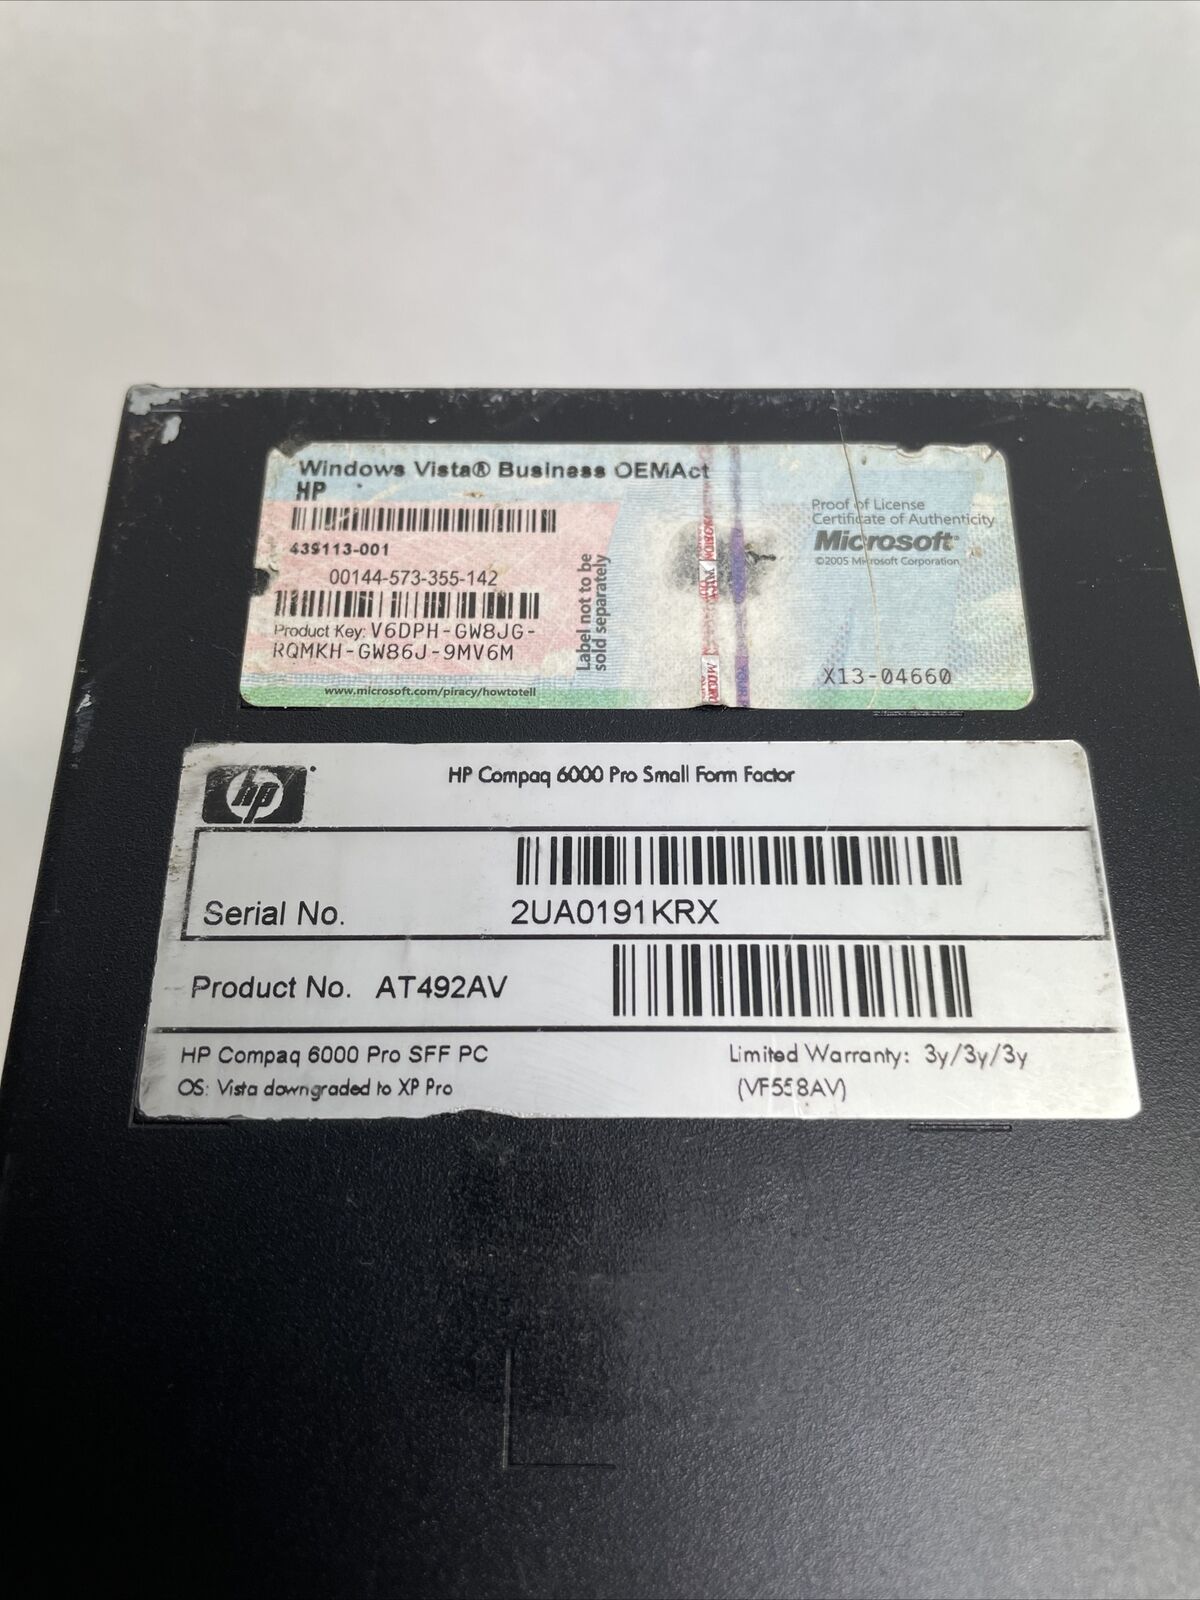 Windows Vista® Business OEMAct
HP
439113-001
00144-573-355-142
Product Key: V6DPH-GW8JG-
RQMKH-GW86J-9MV6M
www.microsoft.com/piracy/howtotell
Label not to be
sold separately
Proof of License
Certificate of Authenticity
Microsoft®
©2005 Microsoft Corporation
X13-04660
hp
HP Compaq 6000 Pro Small Form Factor
Serial No. 2UA0191KRX
Product No. AT492AV
HP Compaq 6000 Pro SFF PC Limited Warranty: 3y/3y/3y
OS: Vista downgraded to XP Pro (VF558AV)